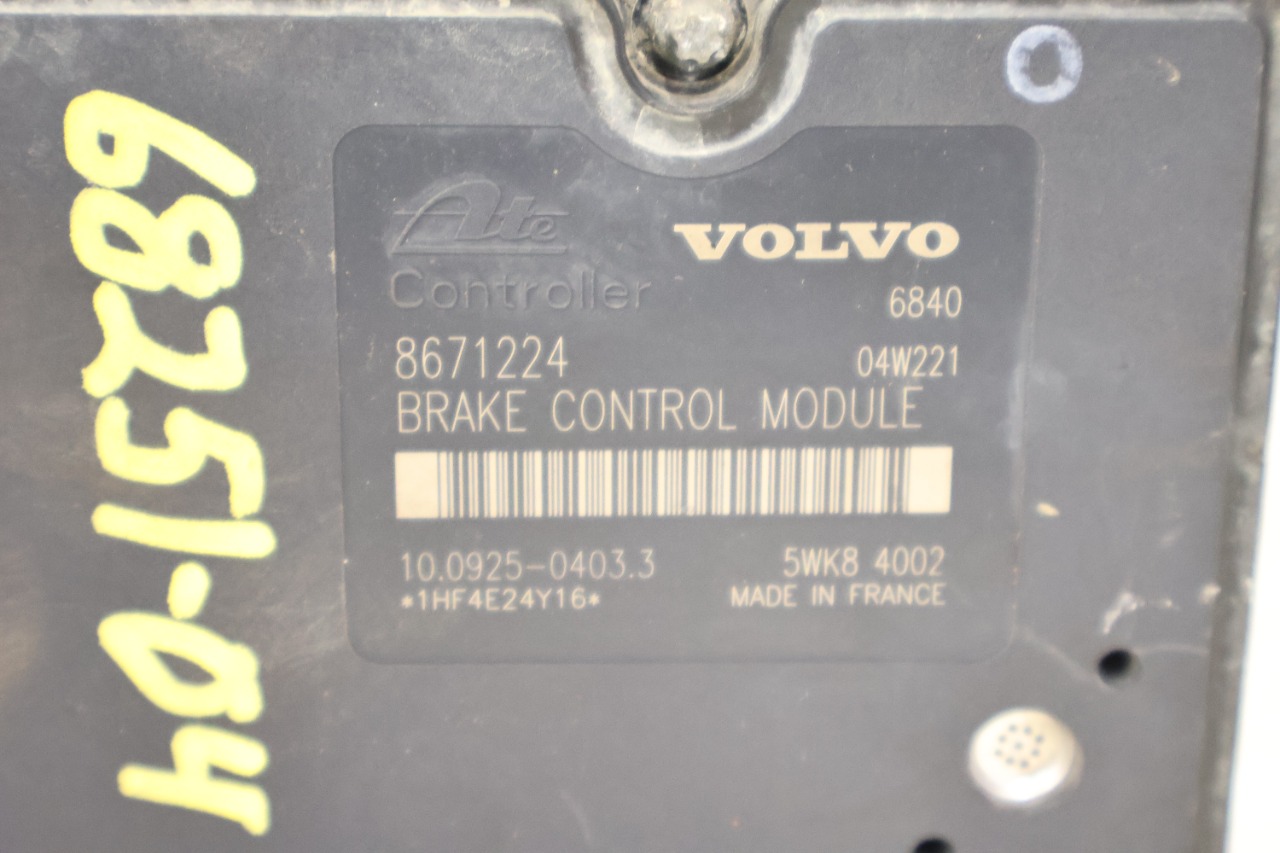 Ate
Controller
VOLVO
6840
8671224
04W221
BRAKE CONTROL MODULE
10.0925-0403.3
5WK8 4002
*1HF4E24Y16*
MADE IN FRANCE
68251-04